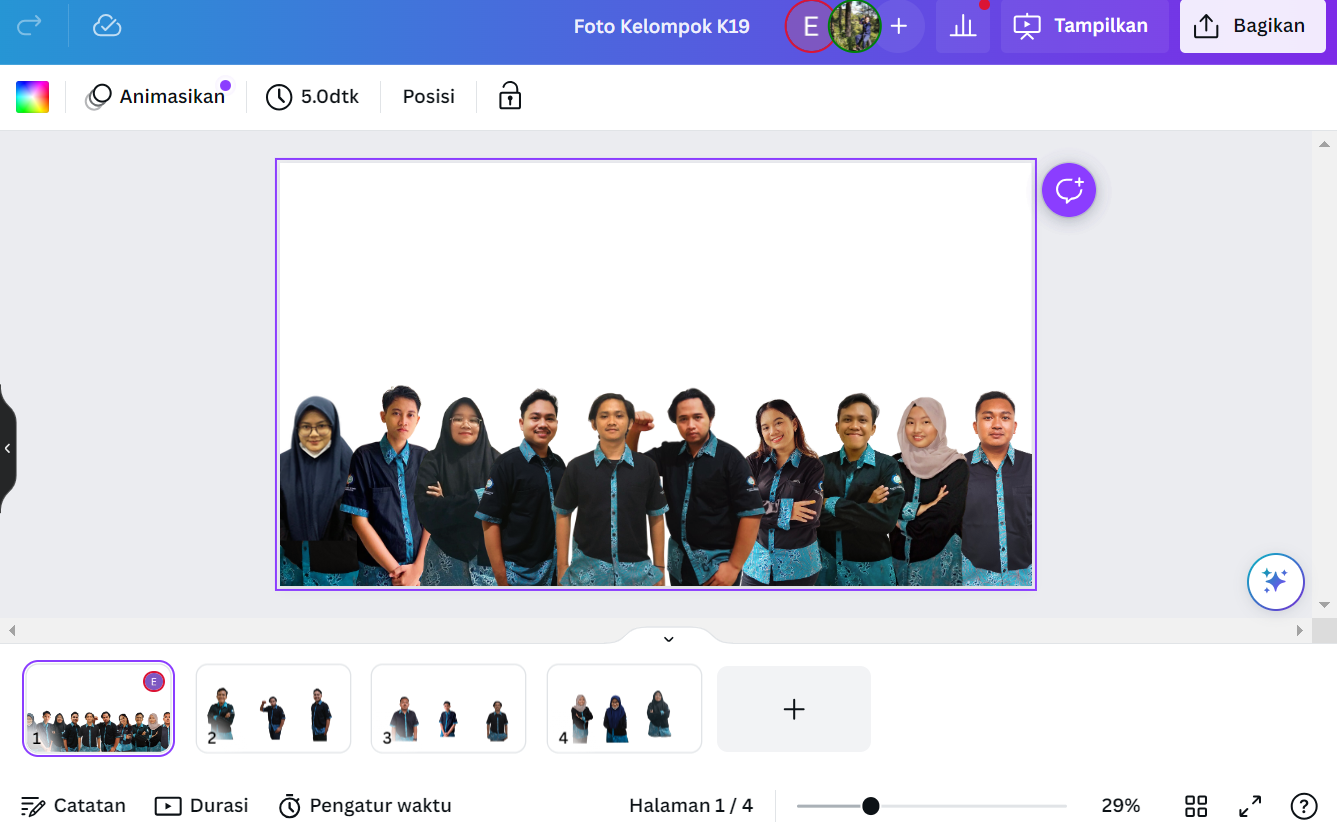 Foto Kelompok K19
E
Tampilkan
Bagikan
Animasikan
5.0dtk
Posisi
E
1
2
3
4
Catatan
Durasi
Pengatur waktu
Halaman 1 / 4
29%